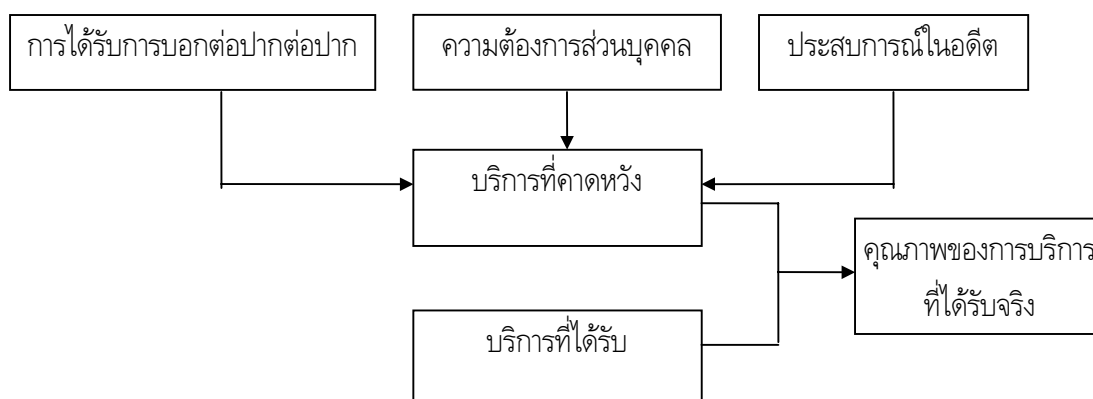 การได้รับการบอกต่อปากต่อปาก
ความต้องการส่วนบุคคล
ประสบการณ์ในอดีต
บริการที่คาดหวัง
คุณภาพของการบริการ
ที่ได้รับจริง
บริการที่ได้รับ